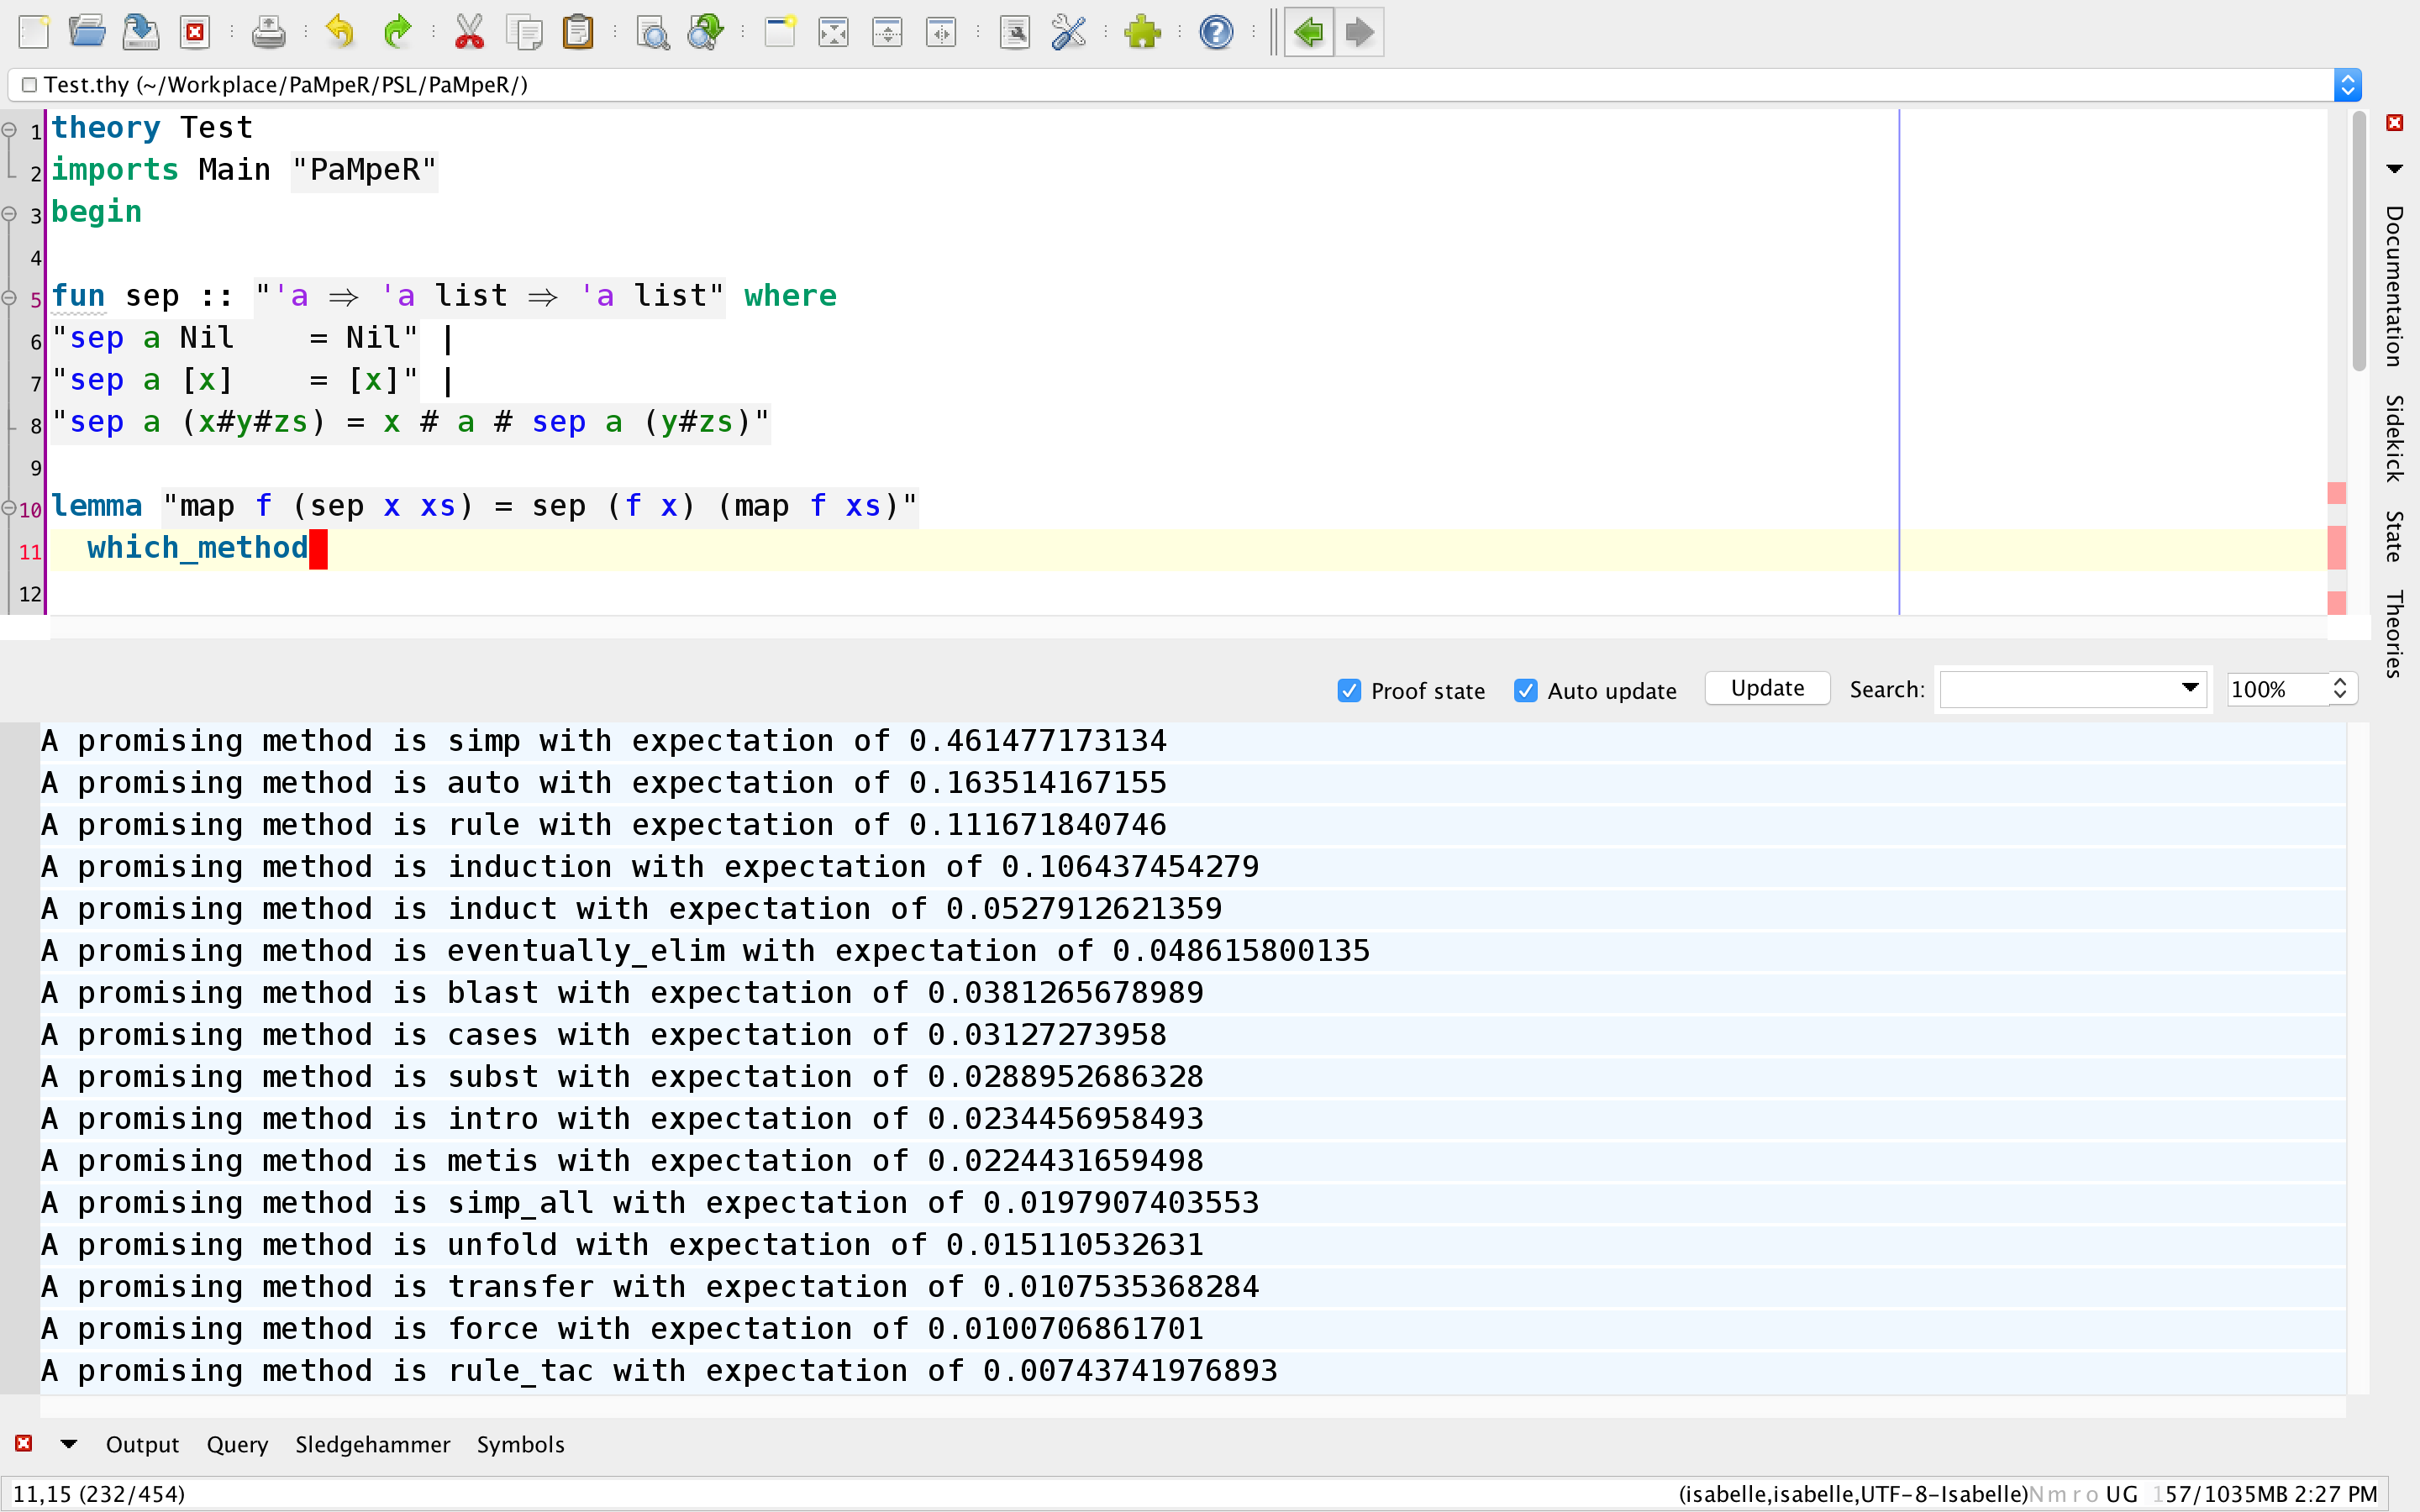 Test.thy (~/Workplace/PaMpeR/PSL/PaMpeR/)
1 theory Test
2 imports Main "PaMpeR"
3 begin
4
5 fun sep :: "'a ⇒ 'a list ⇒ 'a list" where
6 "sep a Nil    = Nil" |
7 "sep a [x]    = [x]" |
8 "sep a (x#y#zs) = x # a # sep a (y#zs)"
9
10 lemma "map f (sep x xs) = sep (f x) (map f xs)"
11   which_method
12
Documentation
Sidekick
State
Theories
Proof state Auto update Update Search: 100%
A promising method is simp with expectation of 0.461477173134
A promising method is auto with expectation of 0.163514167155
A promising method is rule with expectation of 0.111671840746
A promising method is induction with expectation of 0.106437454279
A promising method is induct with expectation of 0.0527912621359
A promising method is eventually_elim with expectation of 0.048615800135
A promising method is blast with expectation of 0.0381265678989
A promising method is cases with expectation of 0.03127273958
A promising method is subst with expectation of 0.0288952686328
A promising method is intro with expectation of 0.0234456958493
A promising method is metis with expectation of 0.0224431659498
A promising method is simp_all with expectation of 0.0197907403553
A promising method is unfold with expectation of 0.015110532631
A promising method is transfer with expectation of 0.0107535368284
A promising method is force with expectation of 0.0100706861701
A promising method is rule_tac with expectation of 0.00743741976893
Output Query Sledgehammer Symbols
11,15 (232/454) (isabelle,isabelle,UTF-8-Isabelle)N m r o UG 157/1035MB 2:27 PM